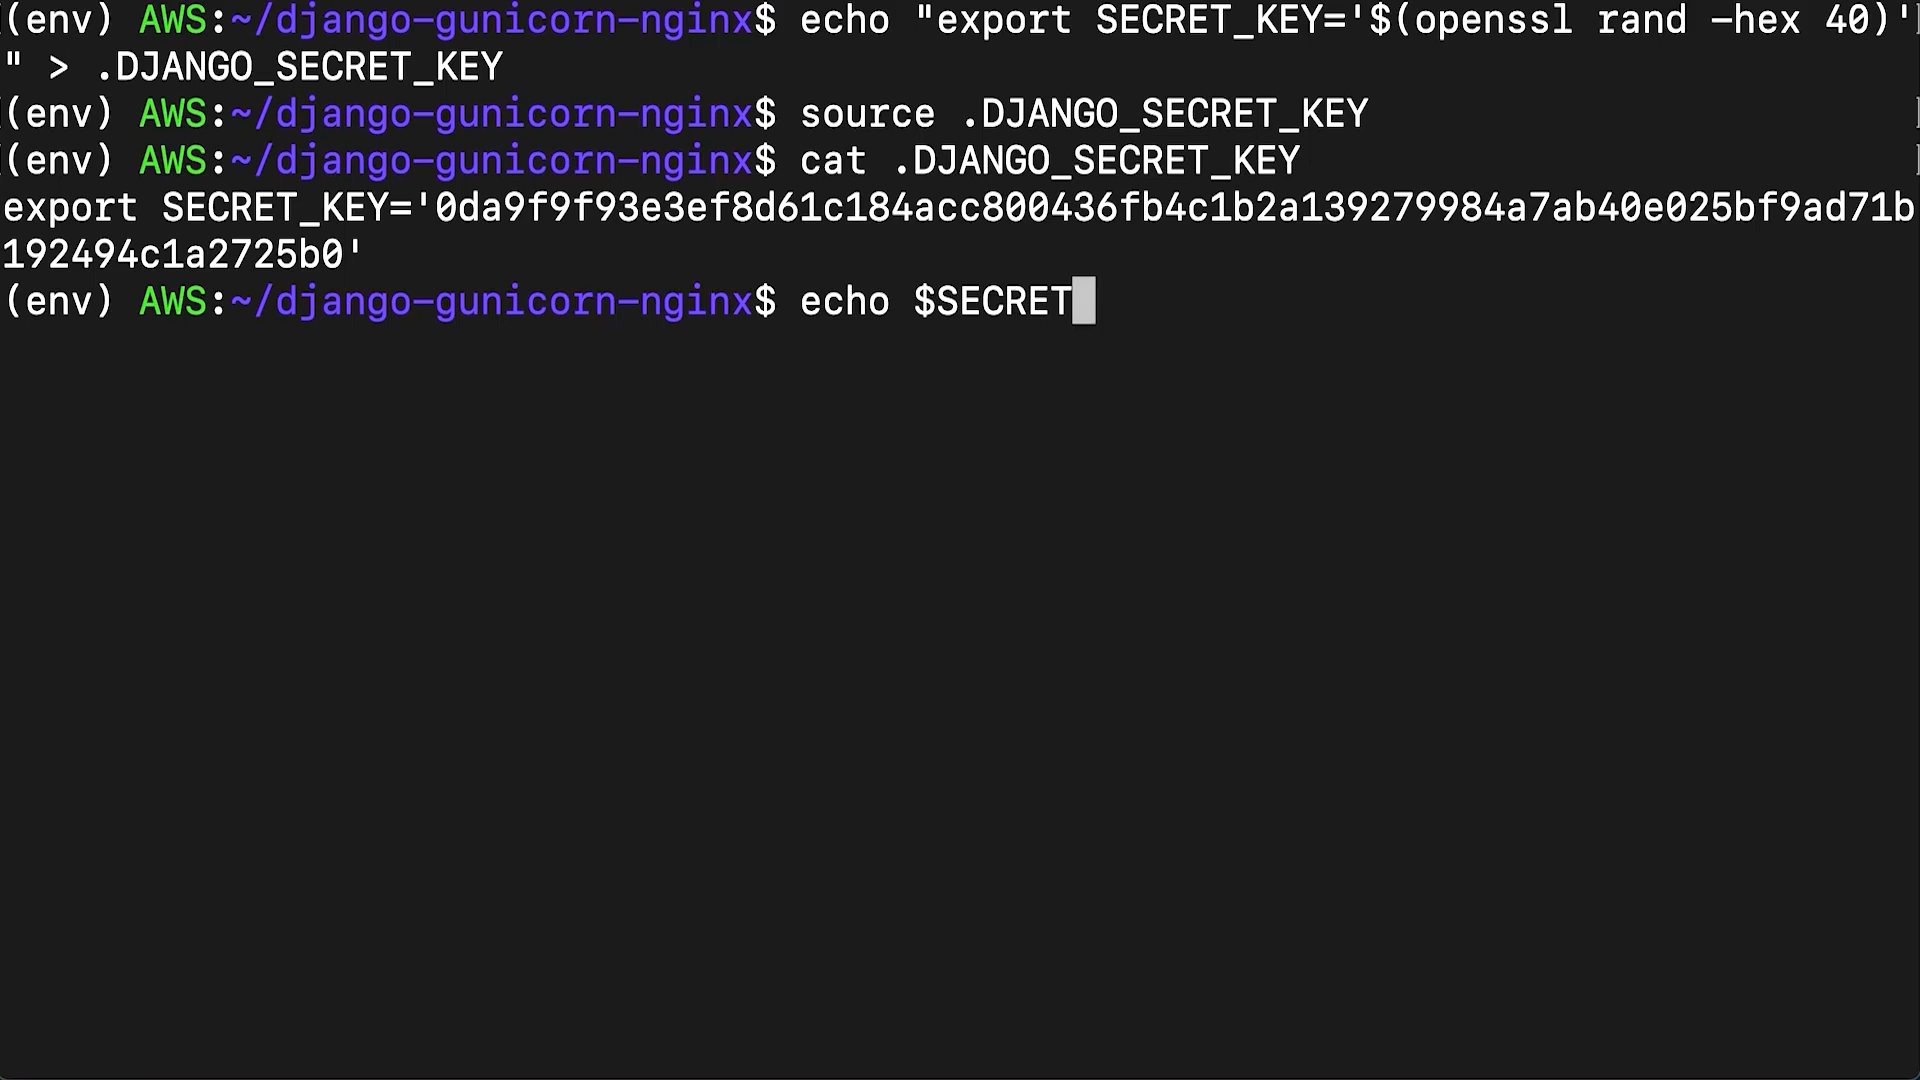 (env) AWS:~/django-gunicorn-nginx$ echo "export SECRET_KEY='$(openssl rand -hex 40)'
" > .DJANGO_SECRET_KEY
(env) AWS:~/django-gunicorn-nginx$ source .DJANGO_SECRET_KEY
(env) AWS:~/django-gunicorn-nginx$ cat .DJANGO_SECRET_KEY
export SECRET_KEY='0da9f9f93e3ef8d61c184acc800436fb4c1b2a139279984a7ab40e025bf9ad71b
192494c1a2725b0'
(env) AWS:~/django-gunicorn-nginx$ echo $SECRET